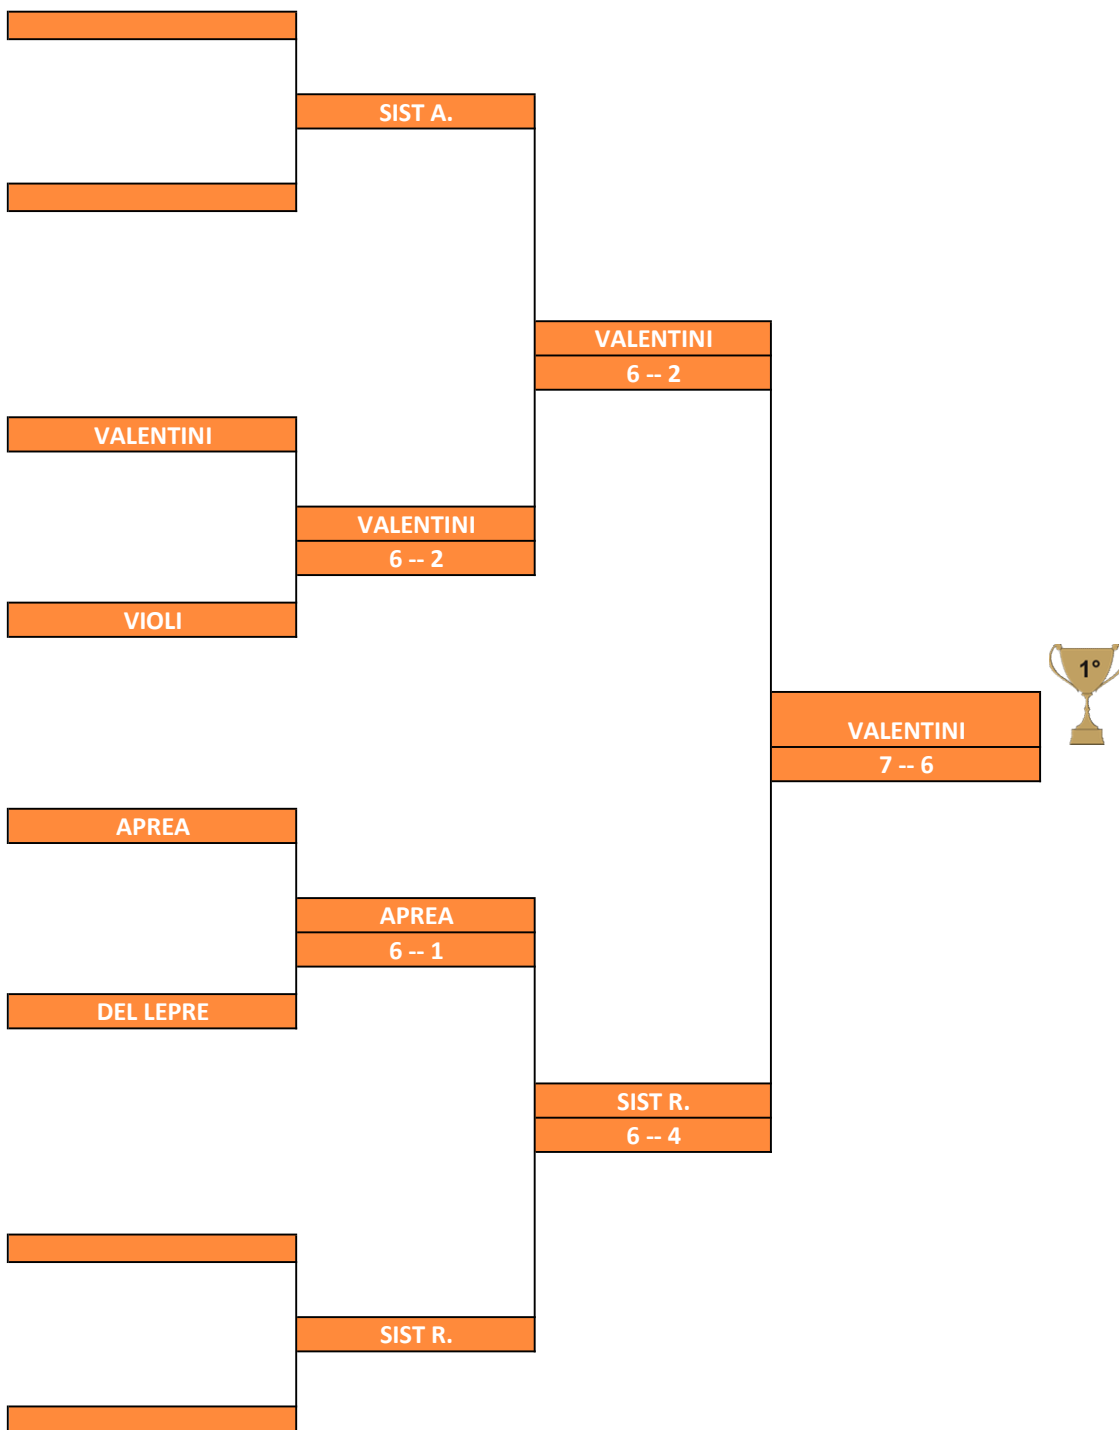 SIST A.
VALENTINI
6 -- 2
VALENTINI
VALENTINI
6 -- 2
VIOLI
1°
VALENTINI
7 -- 6
APREA
APREA
6 -- 1
DEL LEPRE
SIST R.
6 -- 4
SIST R.